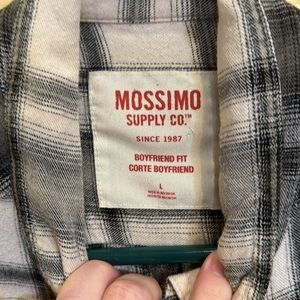 MOSSIMO
SUPPLY CO.™
SINCE 1987
BOYFRIEND FIT
CORTE BOYFRIEND
L